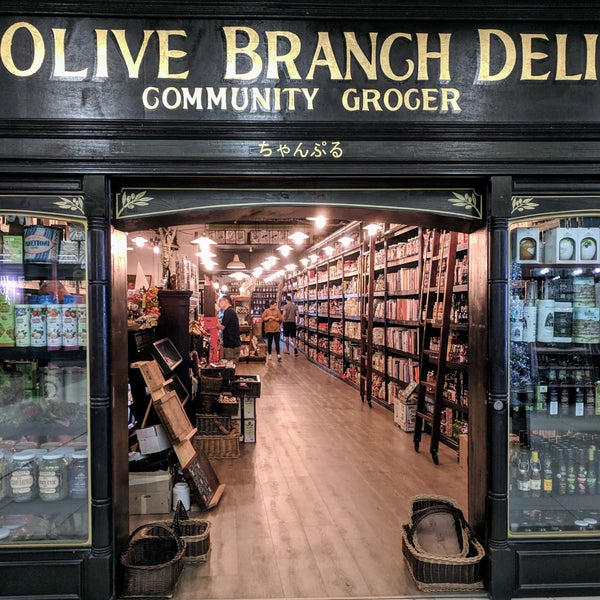 OLIVE BRANCH DELI
COMMUNITY GROCER
ちゃんぷる